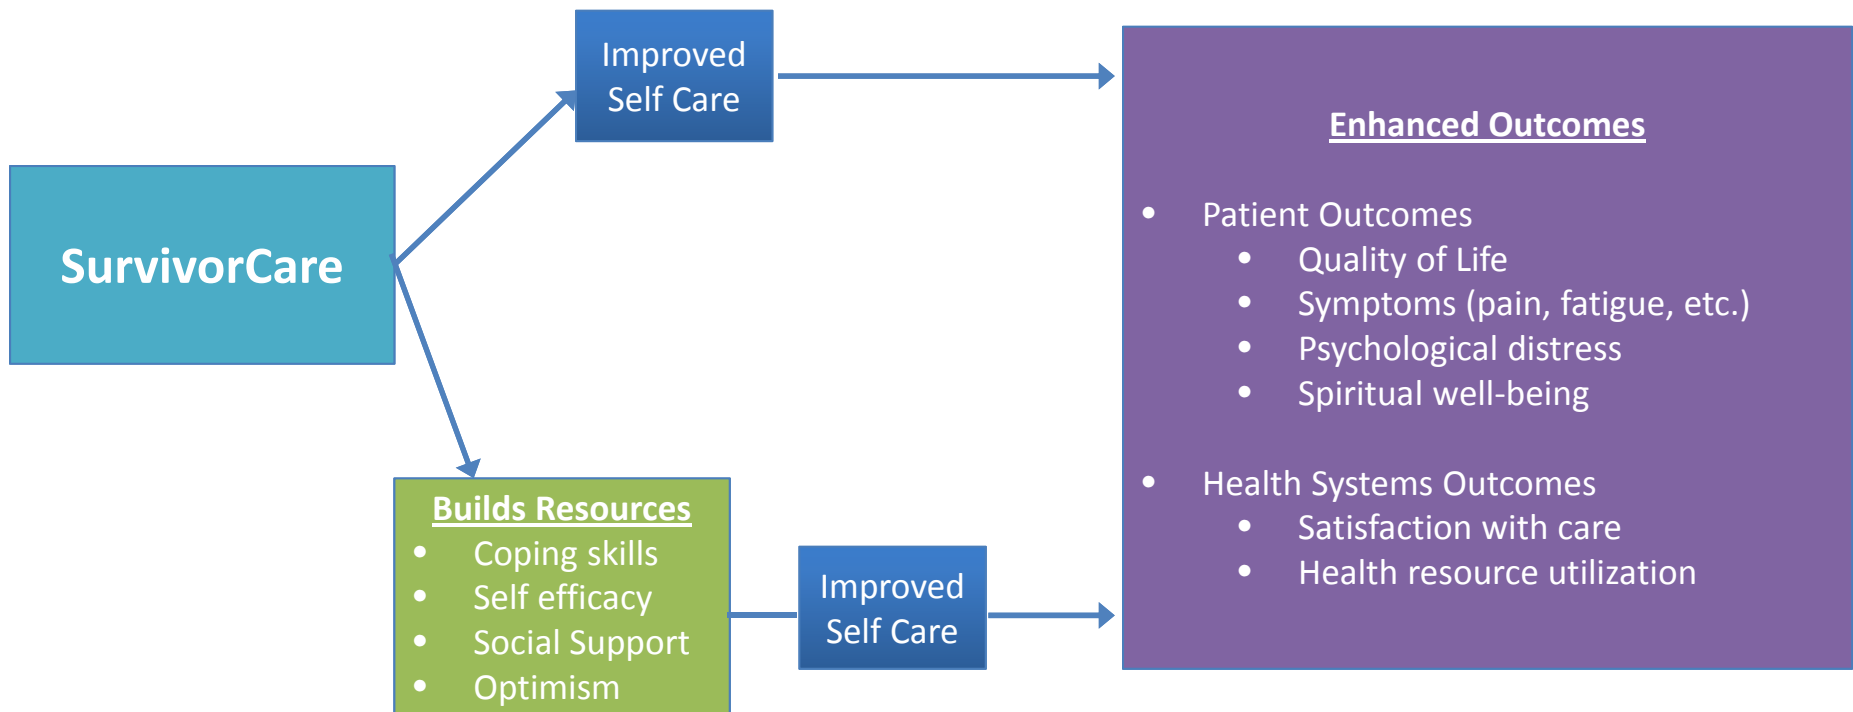 Improved
Self Care
SurvivorCare
Builds Resources
• Coping skills
• Self efficacy
• Social Support
• Optimism
Improved
Self Care
Enhanced Outcomes
• Patient Outcomes
• Quality of Life
• Symptoms (pain, fatigue, etc.)
• Psychological distress
• Spiritual well-being
• Health Systems Outcomes
• Satisfaction with care
• Health resource utilization